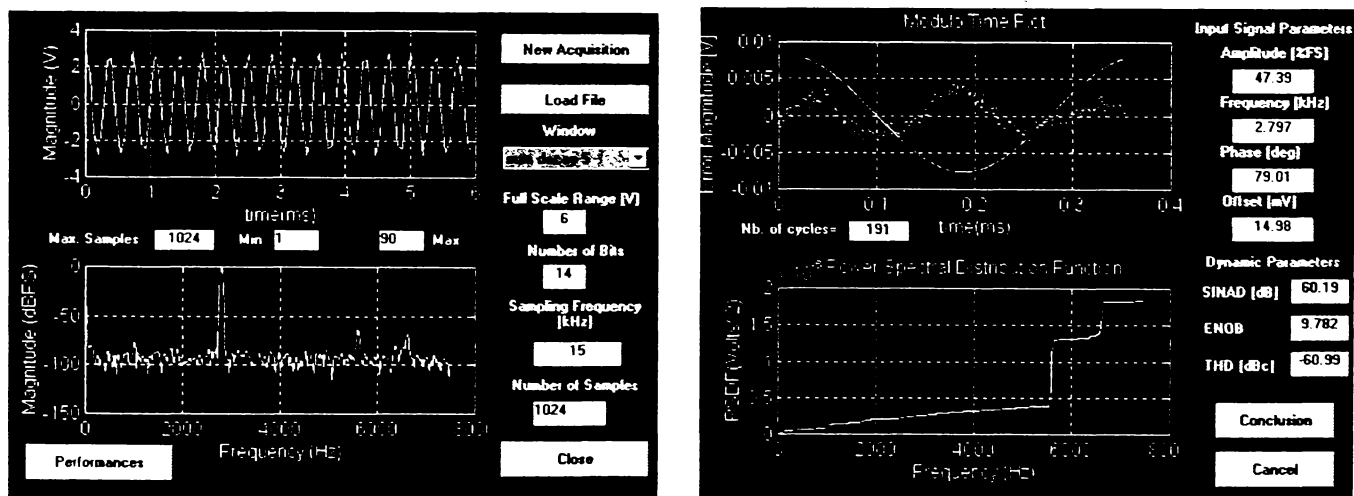 Magnitude (V)
4
2
0
-2
-4
0 1 2 3 4 5 6
time(ms)
Max. Samples 1024 Min 1 90 Max
Magnitude (dBFS)
0
-50
-100
-150
0 2000 4000 6000 800
Frequency (Hz)
Performances
New Acquisition
Load File
Window
Full Scale Range [V]
6
Number of Bits
14
Sampling Frequency
[kHz]
15
Number of Samples
1024
Close
Modulo Time Plot
Error Magnitude [V]
0.01
0.005
0
-0.005
-0.01
0 0.1 0.2 0.3 0.4
Nb. of cycles= 191 time(ms)
Power Spectral Distribution Function
2
1.5
1
0.5
0
0 2000 4000 6000 800
Frequency (Hz)
Input Signal Parameters
Amplitude [%FS]
47.39
Frequency [kHz]
2.797
Phase [deg]
79.01
Offset [mV]
14.98
Dynamic Parameters
SINAD [dB] 60.19
ENOB 9.782
THD [dBc] -60.99
Conclusion
Cancel